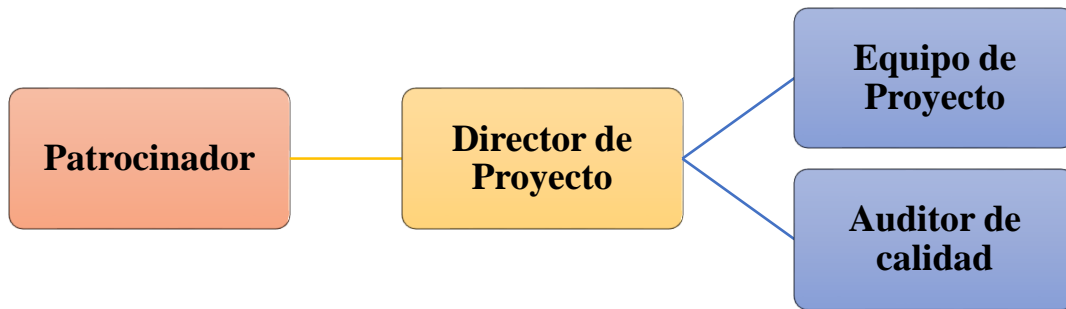 Patrocinador
Director de
Proyecto
Equipo de
Proyecto
Auditor de
calidad